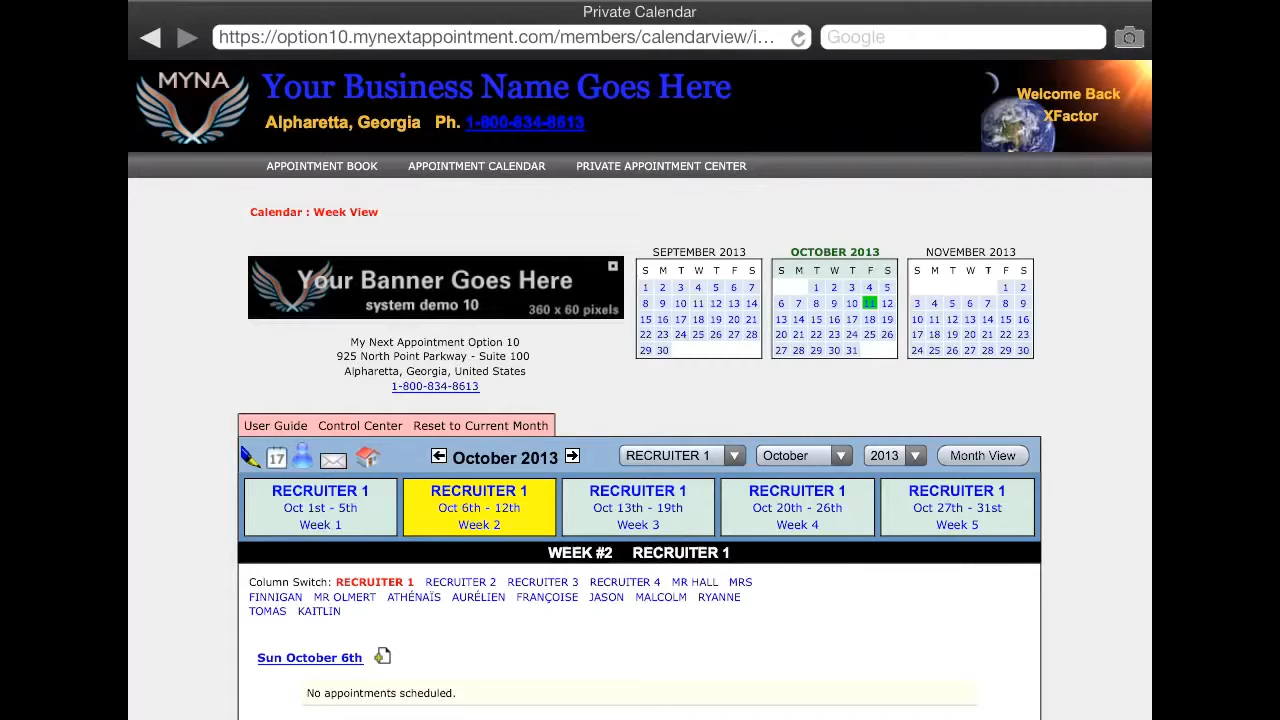 Private Calendar
https://option10.mynextappointment.com/members/calendarview/i...
Google
MYNA
Your Business Name Goes Here
Alpharetta, Georgia Ph. 1-800-834-8613
Welcome Back
XFactor
APPOINTMENT BOOK APPOINTMENT CALENDAR PRIVATE APPOINTMENT CENTER
Calendar : Week View
Your Banner Goes Here
system demo 10
360 x 60 pixels
My Next Appointment Option 10
925 North Point Parkway - Suite 100
Alpharetta, Georgia, United States
1-800-834-8613
SEPTEMBER 2013
S M T W T F S
1 2 3 4 5 6 7
8 9 10 11 12 13 14
15 16 17 18 19 20 21
22 23 24 25 26 27 28
29 30
OCTOBER 2013
S M T W T F S
1 2 3 4 5
6 7 8 9 10 11 12
13 14 15 16 17 18 19
20 21 22 23 24 25 26
27 28 29 30 31
NOVEMBER 2013
S M T W T F S
1 2
3 4 5 6 7 8 9
10 11 12 13 14 15 16
17 18 19 20 21 22 23
24 25 26 27 28 29 30
User Guide Control Center Reset to Current Month
17 October 2013 RECRUITER 1 October 2013 Month View
RECRUITER 1
Oct 1st - 5th
Week 1
RECRUITER 1
Oct 6th - 12th
Week 2
RECRUITER 1
Oct 13th - 19th
Week 3
RECRUITER 1
Oct 20th - 26th
Week 4
RECRUITER 1
Oct 27th - 31st
Week 5
WEEK #2 RECRUITER 1
Column Switch: RECRUITER 1 RECRUITER 2 RECRUITER 3 RECRUITER 4 MR HALL MRS
FINNIGAN MR OLMERT ATHÉNAÏS AURÉLIEN FRANÇOISE JASON MALCOLM RYANNE
TOMAS KAITLIN
Sun October 6th
No appointments scheduled.